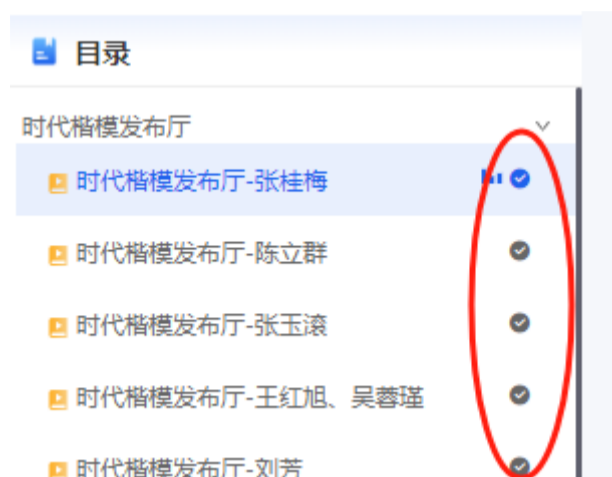 目录
时代楷模发布厅
时代楷模发布厅-张桂梅
时代楷模发布厅-陈立群
时代楷模发布厅-张玉滚
时代楷模发布厅-王红旭、吴蓉瑾
时代楷模发布厅-刘芳